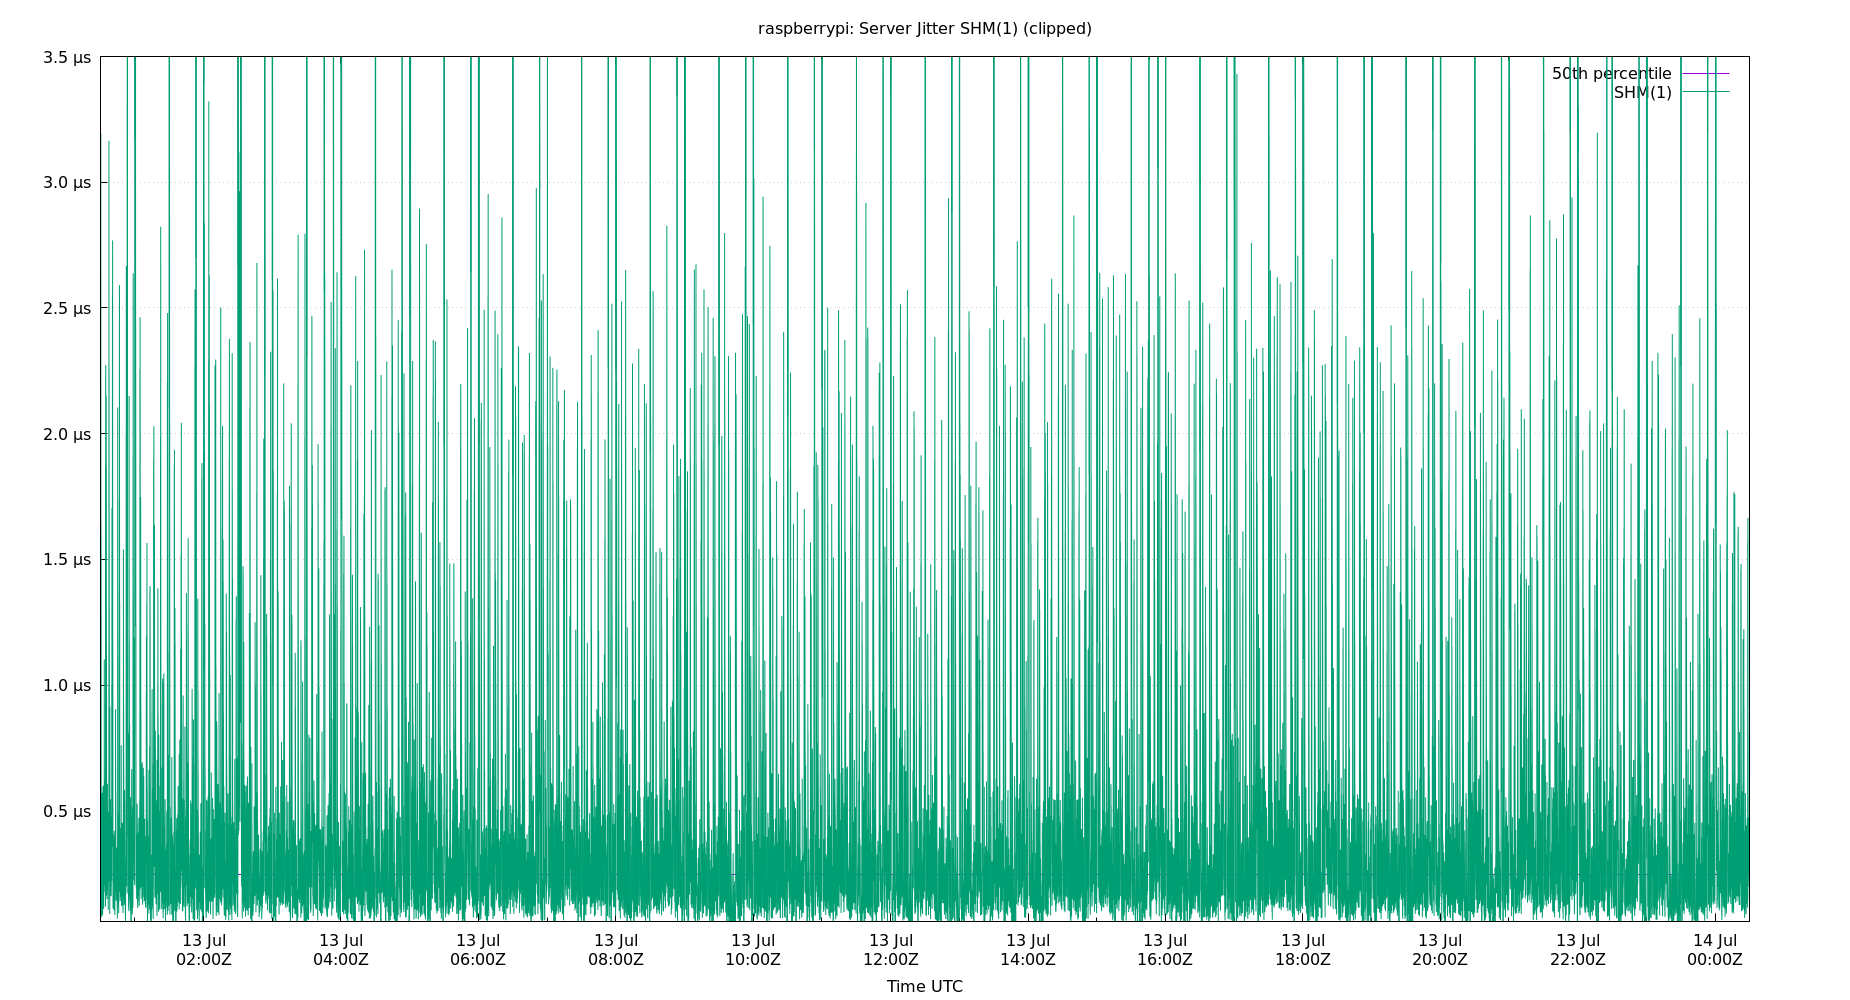 raspberrypi: Server Jitter SHM(1) (clipped)
3.5 µs
3.0 µs
2.5 µs
2.0 µs
1.5 µs
1.0 µs
0.5 µs
50th percentile
SHM(1)
13 Jul 13 Jul 13 Jul 13 Jul 13 Jul 13 Jul 13 Jul 13 Jul 13 Jul 13 Jul 13 Jul 14 Jul
02:00Z 04:00Z 06:00Z 08:00Z 10:00Z 12:00Z 14:00Z 16:00Z 18:00Z 20:00Z 22:00Z 00:00Z
Time UTC